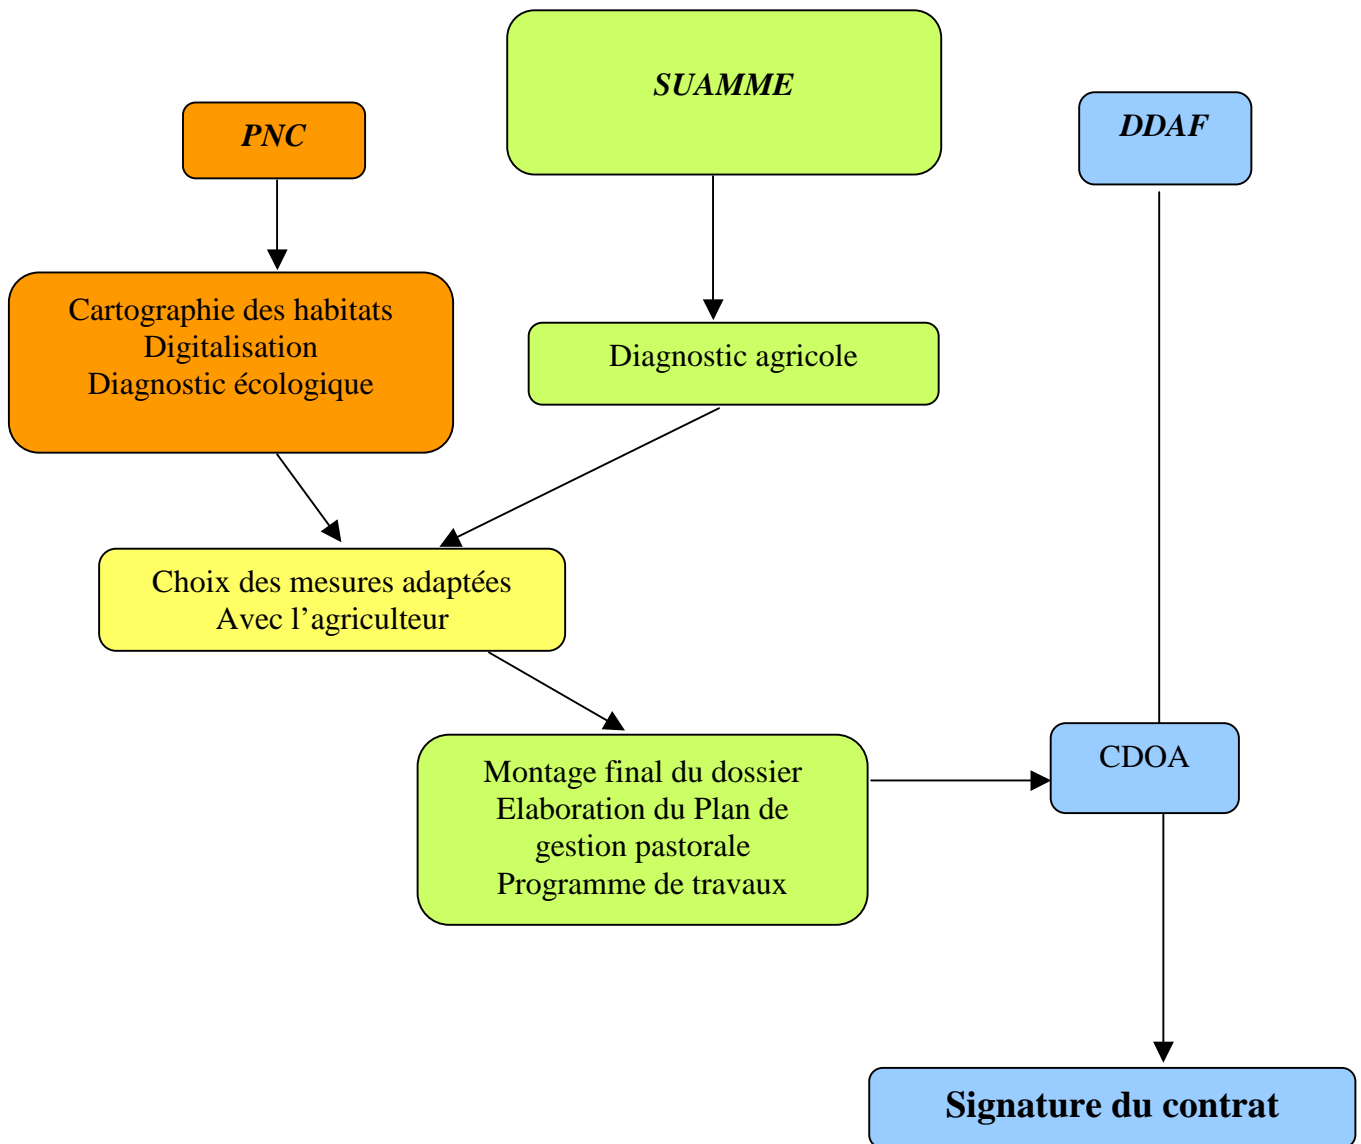 SUAMME
PNC
DDAF
Cartographie des habitats
Digitalisation
Diagnostic écologique
Diagnostic agricole
Choix des mesures adaptées
Avec l’agriculteur
Montage final du dossier
Elaboration du Plan de
gestion pastorale
Programme de travaux
CDOA
Signature du contrat